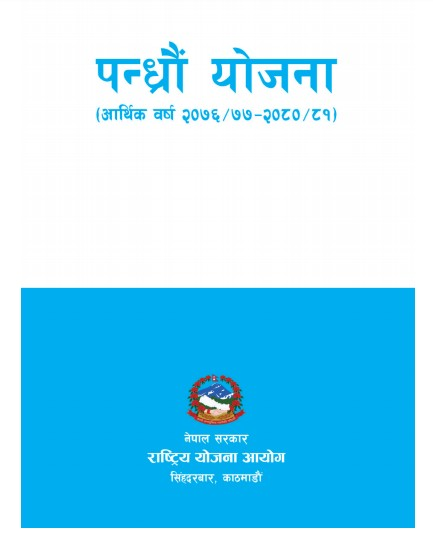 पन्ध्रौं योजना
(आर्थिक वर्ष २०७६/७७-२०८०/८१)
नेपाल सरकार
राष्ट्रिय योजना आयोग
सिंहदरबार, काठमाडौं